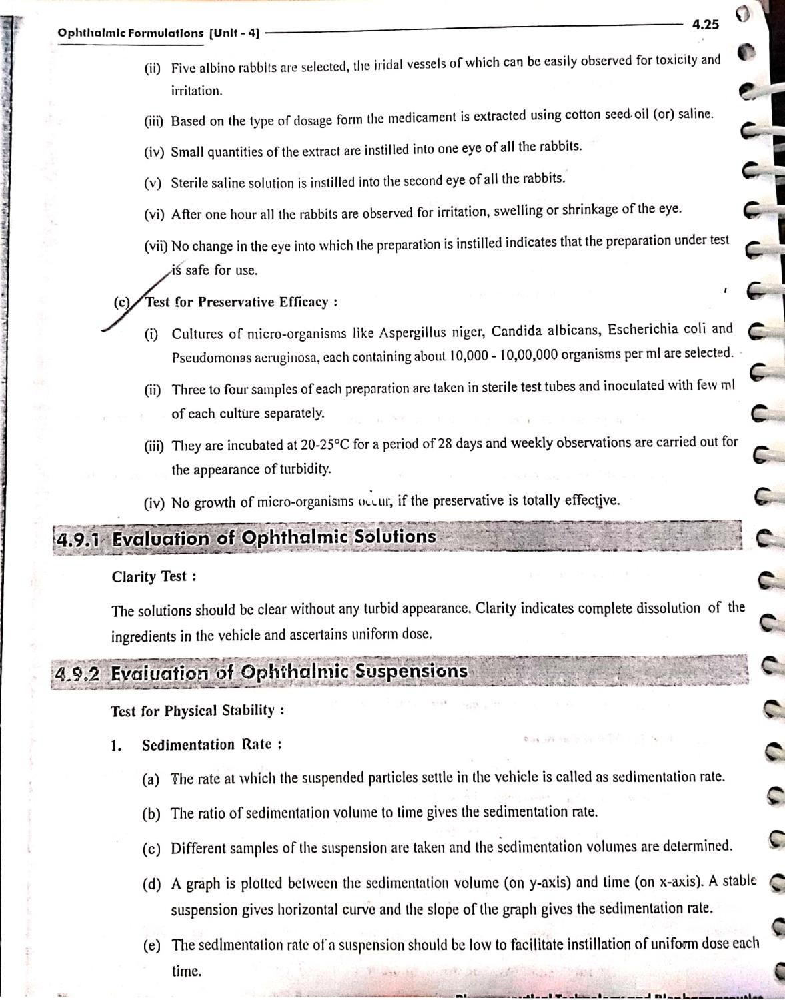 Ophthalmic Formulations [Unit - 4] 4.25
(ii) Five albino rabbits are selected, the iridal vessels of which can be easily observed for toxicity and
irritation.
(iii) Based on the type of dosage form the medicament is extracted using cotton seed oil (or) saline.
(iv) Small quantities of the extract are instilled into one eye of all the rabbits.
(v) Sterile saline solution is instilled into the second eye of all the rabbits.
(vi) After one hour all the rabbits are observed for irritation, swelling or shrinkage of the eye.
(vii) No change in the eye into which the preparation is instilled indicates that the preparation under test
is safe for use.
(c) Test for Preservative Efficacy :
(i) Cultures of micro-organisms like Aspergillus niger, Candida albicans, Escherichia coli and
Pseudomonas aeruginosa, each containing about 10,000 - 10,00,000 organisms per ml are selected.
(ii) Three to four samples of each preparation are taken in sterile test tubes and inoculated with few ml
of each culture separately.
(iii) They are incubated at 20-25°C for a period of 28 days and weekly observations are carried out for
the appearance of turbidity.
(iv) No growth of micro-organisms occur, if the preservative is totally effective.
4.9.1 Evaluation of Ophthalmic Solutions
Clarity Test :
The solutions should be clear without any turbid appearance. Clarity indicates complete dissolution of the
ingredients in the vehicle and ascertains uniform dose.
4.9.2 Evaluation of Ophthalmic Suspensions
Test for Physical Stability :
1. Sedimentation Rate :
(a) The rate at which the suspended particles settle in the vehicle is called as sedimentation rate.
(b) The ratio of sedimentation volume to time gives the sedimentation rate.
(c) Different samples of the suspension are taken and the sedimentation volumes are determined.
(d) A graph is plotted between the sedimentation volume (on y-axis) and time (on x-axis). A stable
suspension gives horizontal curve and the slope of the graph gives the sedimentation rate.
(e) The sedimentation rate of a suspension should be low to facilitate instillation of uniform dose each
time.